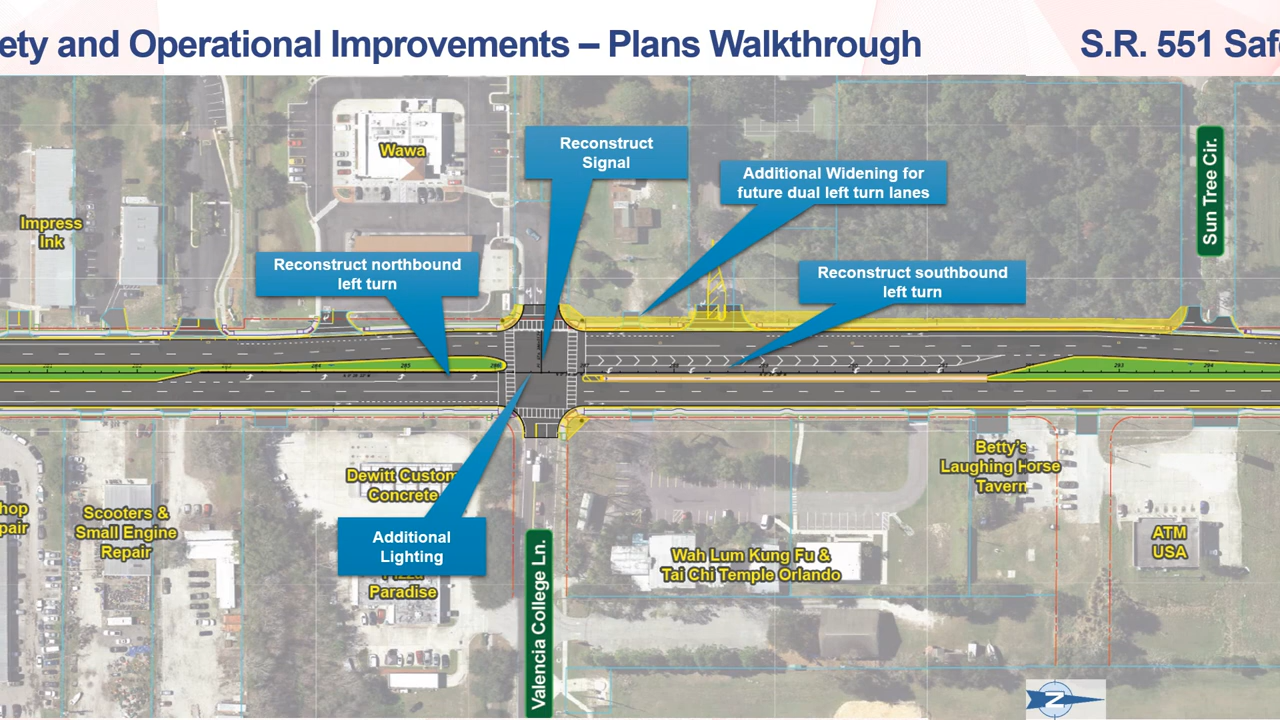 ety and Operational Improvements – Plans Walkthrough
S.R. 551 Safe
Reconstruct
Signal
Wawa
Additional Widening for
future dual left turn lanes
Sun Tree Cir.
Impress
Ink
Reconstruct northbound
left turn
Reconstruct southbound
left turn
Dewitt Custom
Concrete
Betty's
Laughing Horse
Tavern
hop
pair
Scooters &
Small Engine
Repair
Additional
Lighting
Pizza
Paradise
Valencia College Ln.
Wah Lum Kung Fu &
Tai Chi Temple Orlando
ATM
USA
N